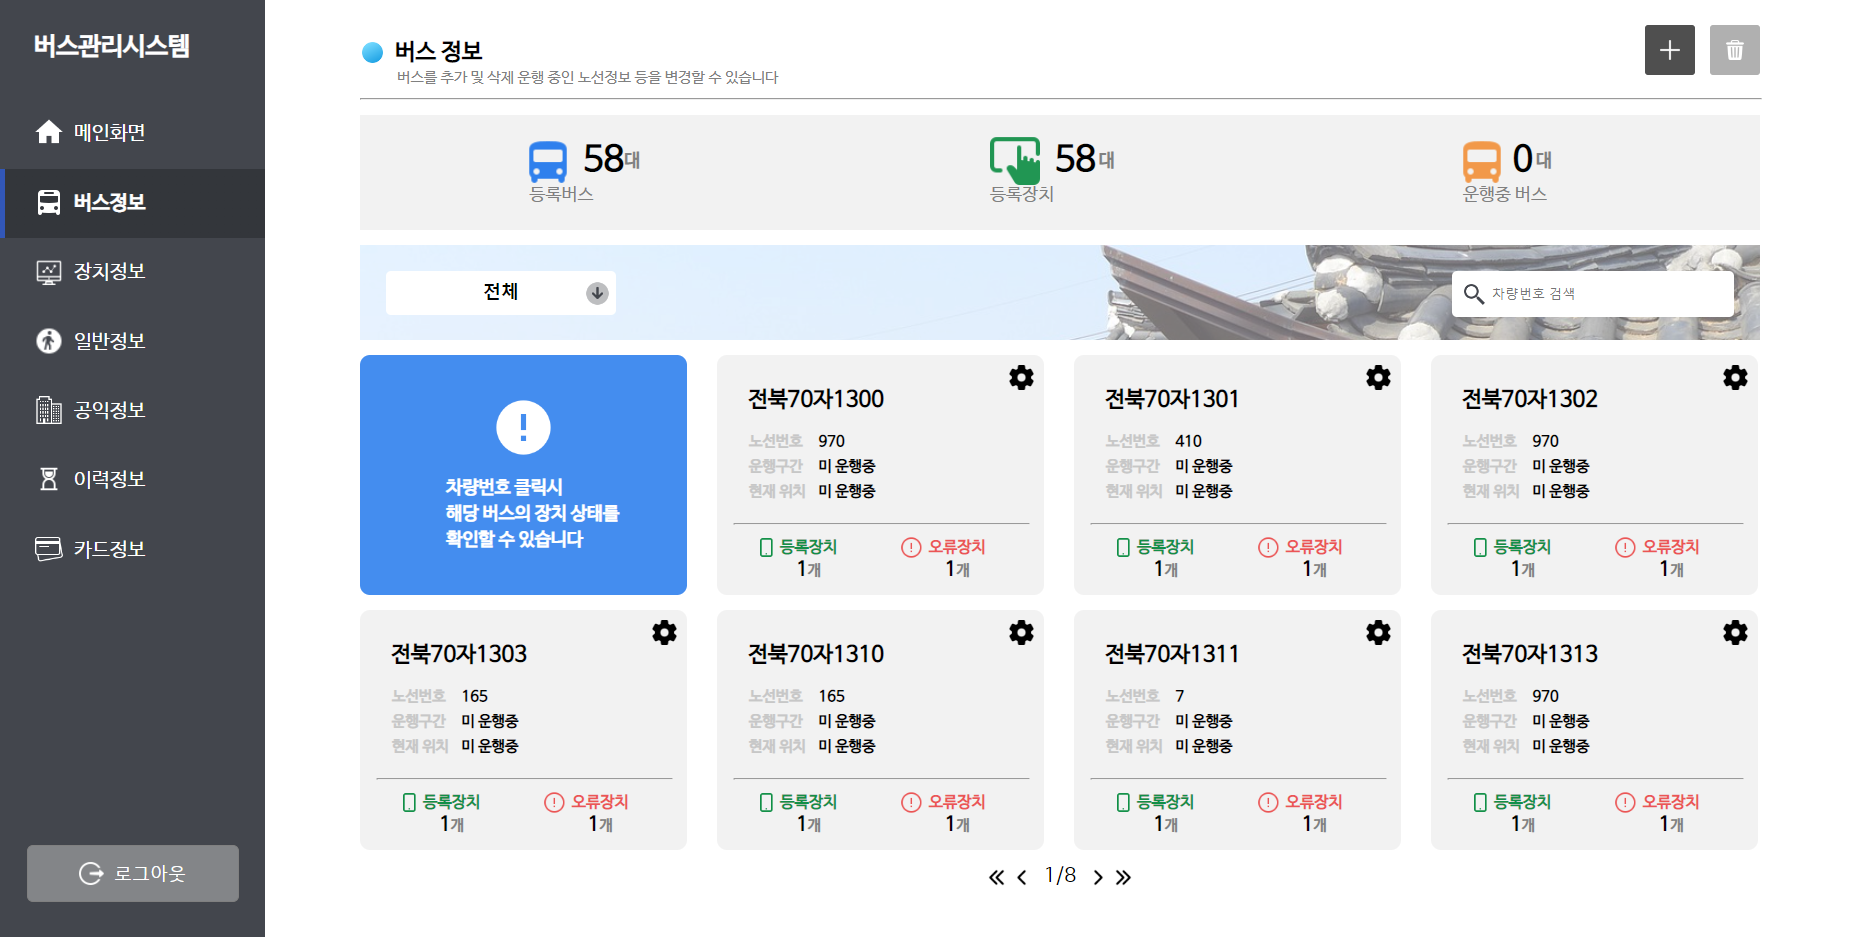 버스관리시스템
메인화면
버스정보
장치정보
일반정보
공익정보
이력정보
카드정보
로그아웃
버스 정보
버스를 추가 및 삭제 운행 중인 노선정보 등을 변경할 수 있습니다
58대
등록버스
58대
등록장치
0대
운행중 버스
전체
차량번호 검색
차량번호 클릭시
해당 버스의 장치 상태를
확인할 수 있습니다
전북70자1300
노선번호 970
운행구간 미 운행중
현재 위치 미 운행중
등록장치 오류장치
1개 1개
전북70자1301
노선번호 410
운행구간 미 운행중
현재 위치 미 운행중
등록장치 오류장치
1개 1개
전북70자1302
노선번호 970
운행구간 미 운행중
현재 위치 미 운행중
등록장치 오류장치
1개 1개
전북70자1303
노선번호 165
운행구간 미 운행중
현재 위치 미 운행중
등록장치 오류장치
1개 1개
전북70자1310
노선번호 165
운행구간 미 운행중
현재 위치 미 운행중
등록장치 오류장치
1개 1개
전북70자1311
노선번호 7
운행구간 미 운행중
현재 위치 미 운행중
등록장치 오류장치
1개 1개
전북70자1313
노선번호 970
운행구간 미 운행중
현재 위치 미 운행중
등록장치 오류장치
1개 1개
1/8